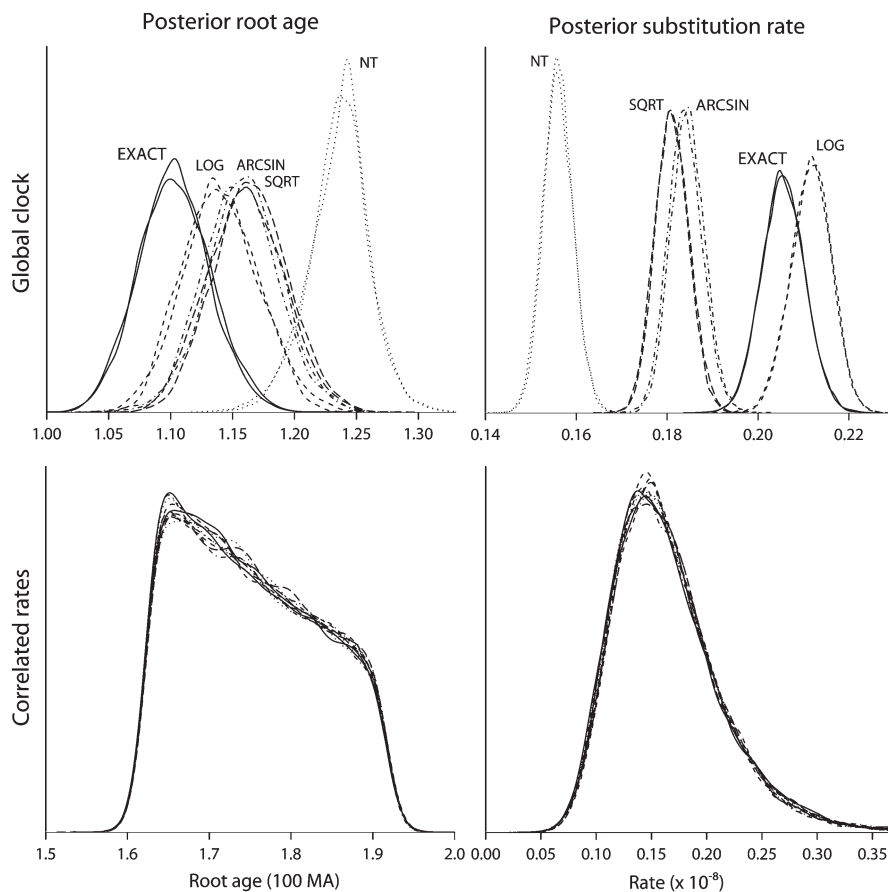 Posterior root age
Posterior substitution rate
Global clock
EXACT
LOG
ARCSIN
SQRT
NT
1.00 1.05 1.10 1.15 1.20 1.25 1.30
NT
SQRT
ARCSIN
EXACT
LOG
0.14 0.16 0.18 0.20 0.22
Correlated rates
1.5 1.6 1.7 1.8 1.9 2.0
Root age (100 MA)
0.00 0.05 0.10 0.15 0.20 0.25 0.30 0.35
Rate (x 10⁻⁸)